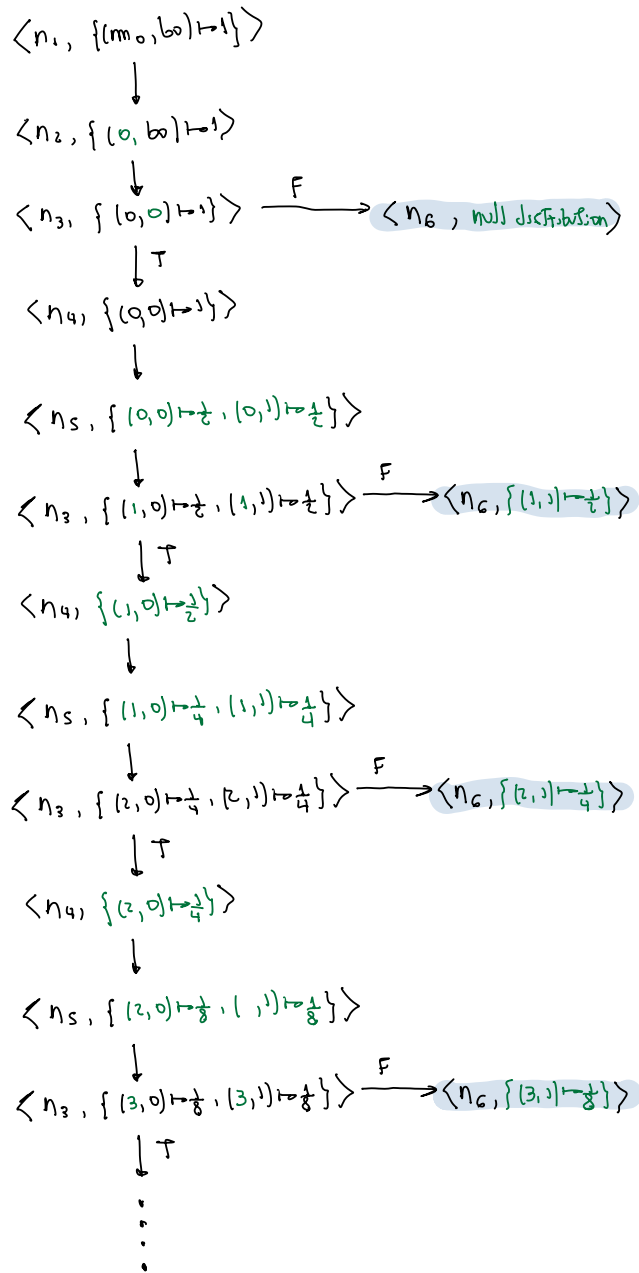 ⟨n₁, {(m₀, b₀) ↦ 1}⟩
⟨n₂, {(0, b₀) ↦ 1}⟩
⟨n₃, {(0,0) ↦ 1}⟩ F ⟨n₆, null distribution⟩
T
⟨n₄, {(0,0) ↦ 1}⟩
⟨n₅, {(0,0) ↦ 1/2, (0,1) ↦ 1/2}⟩
⟨n₃, {(1,0) ↦ 1/2, (1,1) ↦ 1/2}⟩ F ⟨n₆, {(1,1) ↦ 1/2}⟩
T
⟨n₄, {(1,0) ↦ 1/2}⟩
⟨n₅, {(1,0) ↦ 1/4, (1,1) ↦ 1/4}⟩
⟨n₃, {(2,0) ↦ 1/4, (2,1) ↦ 1/4}⟩ F ⟨n₆, {(2,1) ↦ 1/4}⟩
T
⟨n₄, {(2,0) ↦ 1/4}⟩
⟨n₅, {(2,0) ↦ 1/8, ( ,1) ↦ 1/8}⟩
⟨n₃, {(3,0) ↦ 1/8, (3,1) ↦ 1/8}⟩ F ⟨n₆, {(3,1) ↦ 1/8}⟩
T